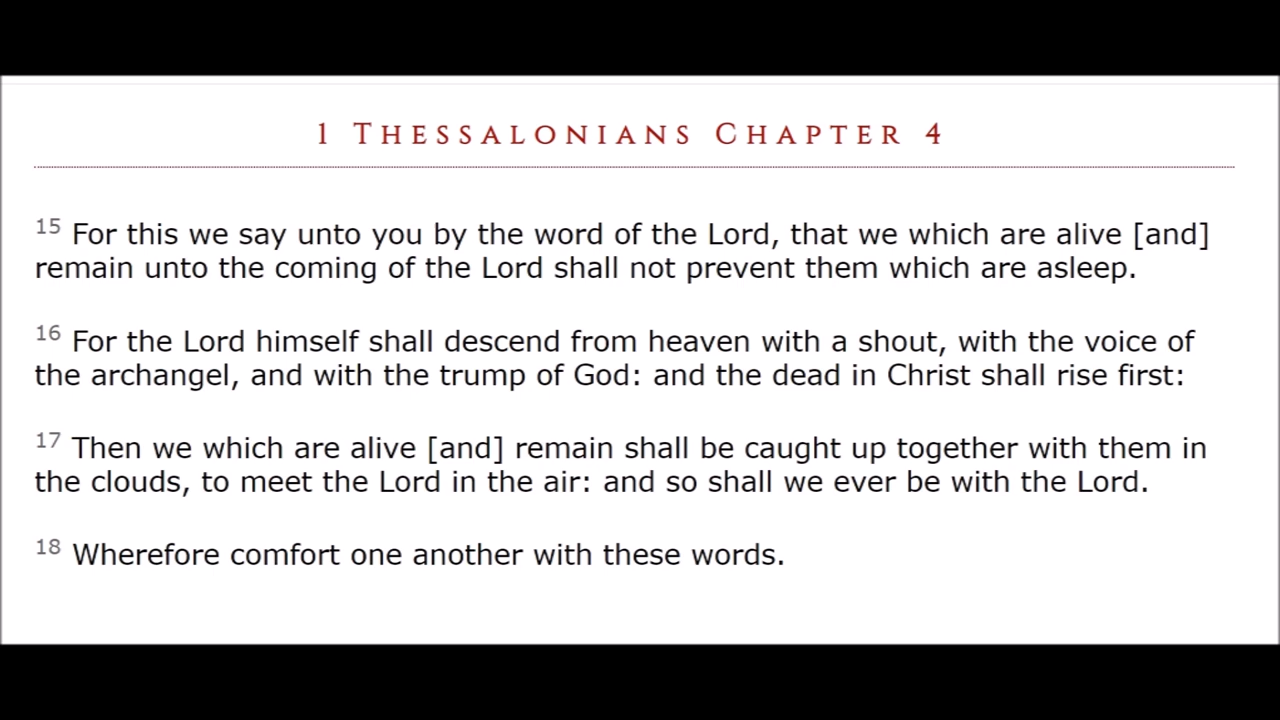 1 Thessalonians Chapter 4
15 For this we say unto you by the word of the Lord, that we which are alive [and]
remain unto the coming of the Lord shall not prevent them which are asleep.
16 For the Lord himself shall descend from heaven with a shout, with the voice of
the archangel, and with the trump of God: and the dead in Christ shall rise first:
17 Then we which are alive [and] remain shall be caught up together with them in
the clouds, to meet the Lord in the air: and so shall we ever be with the Lord.
18 Wherefore comfort one another with these words.